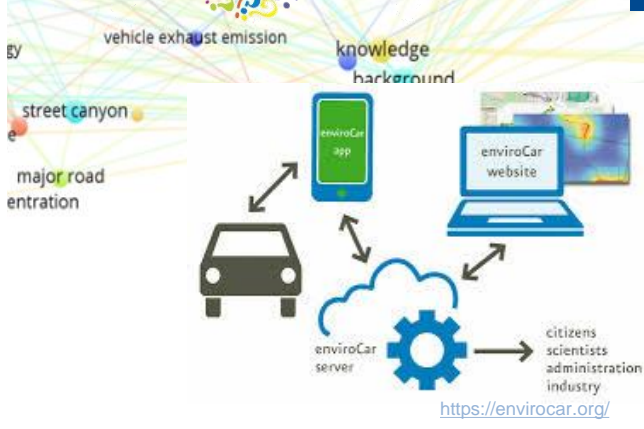 gy
vehicle exhaust emission
knowledge
background
street canyon
e
major road
entration
enviroCar
app
enviroCar
website
enviroCar
server
citizens
scientists
administration
industry
https://envirocar.org/